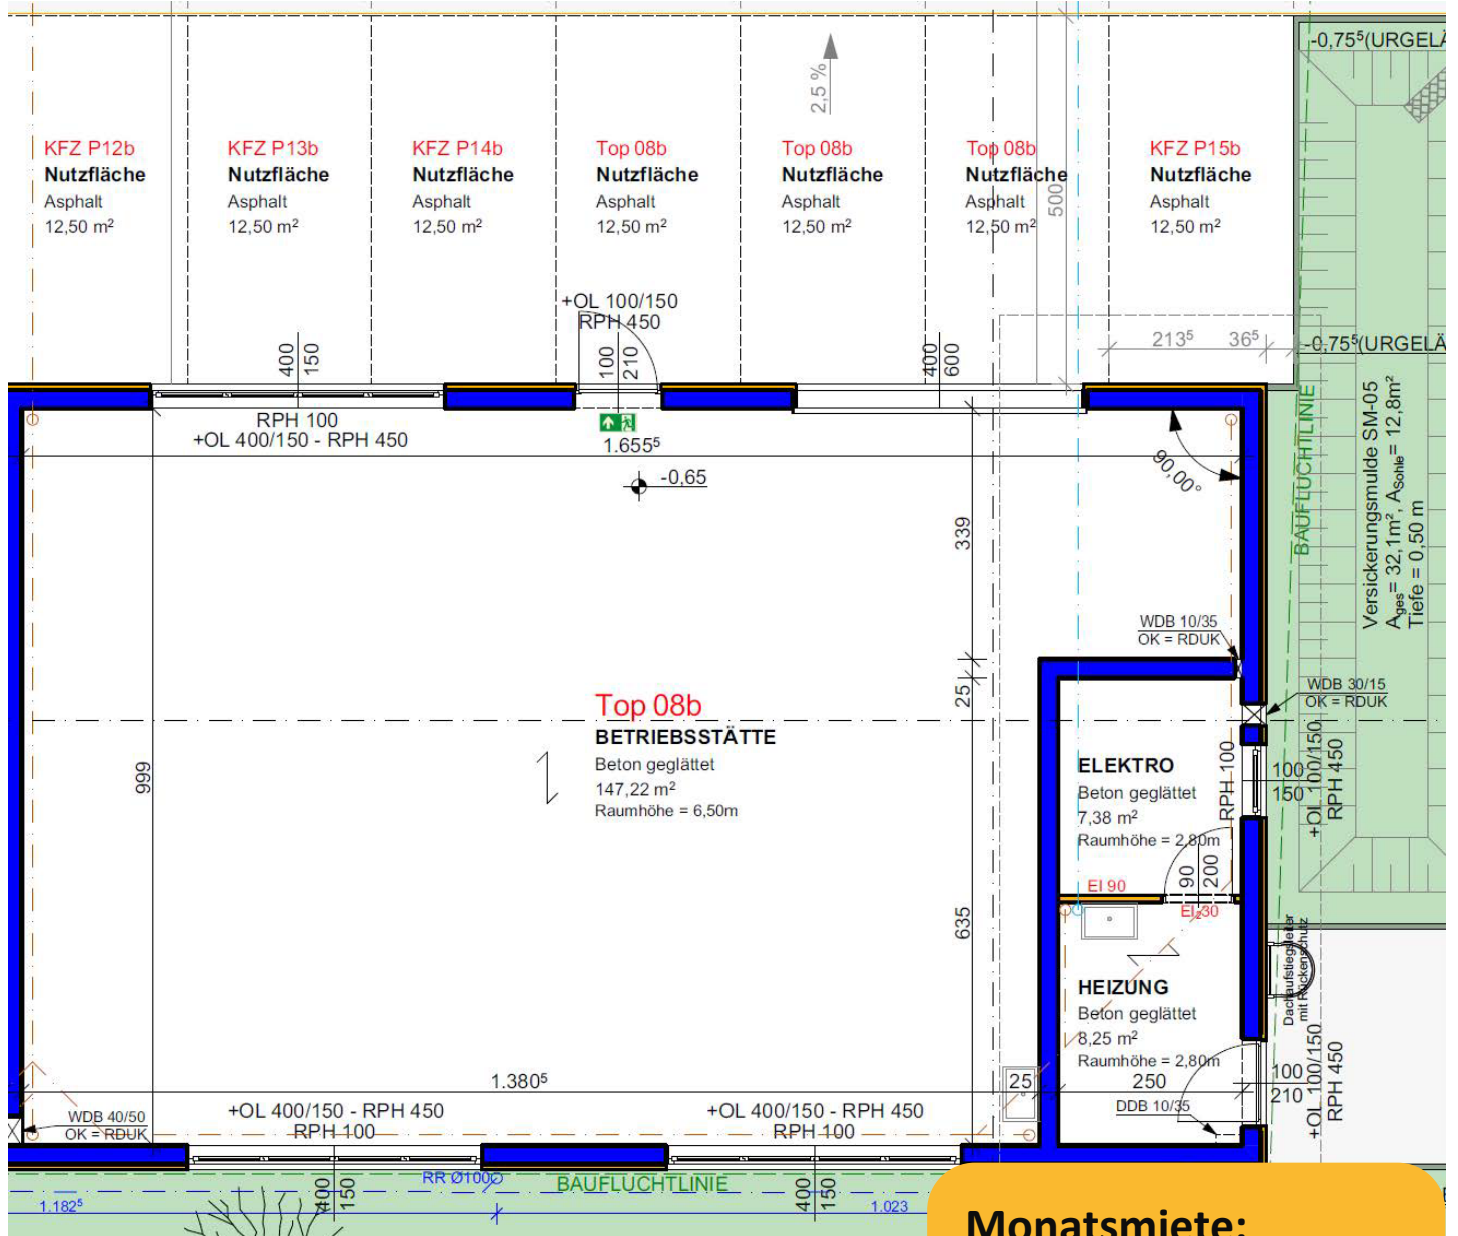 -0,75⁵(URGELÄ
2,5 %
KFZ P12b
Nutzfläche
Asphalt
12,50 m²
KFZ P13b
Nutzfläche
Asphalt
12,50 m²
KFZ P14b
Nutzfläche
Asphalt
12,50 m²
Top 08b
Nutzfläche
Asphalt
12,50 m²
Top 08b
Nutzfläche
Asphalt
12,50 m²
Top 08b
Nutzfläche
Asphalt
12,50 m²
KFZ P15b
Nutzfläche
Asphalt
12,50 m²
500
+OL 100/150
RPH 450
400
150
100
210
400
600
213⁵
36⁵
-0,75⁵(URGELÄ
RPH 100
+OL 400/150 - RPH 450
1.655⁵
-0,65
90,00°
BAUFLUCHTLINIE
Versickerungsmulde SM-05
Ages= 32,1m², ASohle= 12,8m²
Tiefe = 0,50 m
339
WDB 10/35
OK = RDUK
25
WDB 30/15
OK = RDUK
Top 08b
BETRIEBSSTÄTTE
Beton geglättet
147,22 m²
Raumhöhe = 6,50m
999
ELEKTRO
Beton geglättet
7,38 m²
Raumhöhe = 2,80m
RPH 100
100
150
+OL 100/150
RPH 450
90
200
EI 90
EI₂30
635
Dachaufstiegsleiter
mit Rückenschutz
HEIZUNG
Beton geglättet
8,25 m²
Raumhöhe = 2,80m
1.380⁵
25
250
100
210
+OL 100/150
RPH 450
DDB 10/35
WDB 40/50
OK = RDUK
+OL 400/150 - RPH 450
RPH 100
+OL 400/150 - RPH 450
RPH 100
RR Ø100
BAUFLUCHTLINIE
400
150
400
150
1.182⁵
1.023
Monatsmiete: